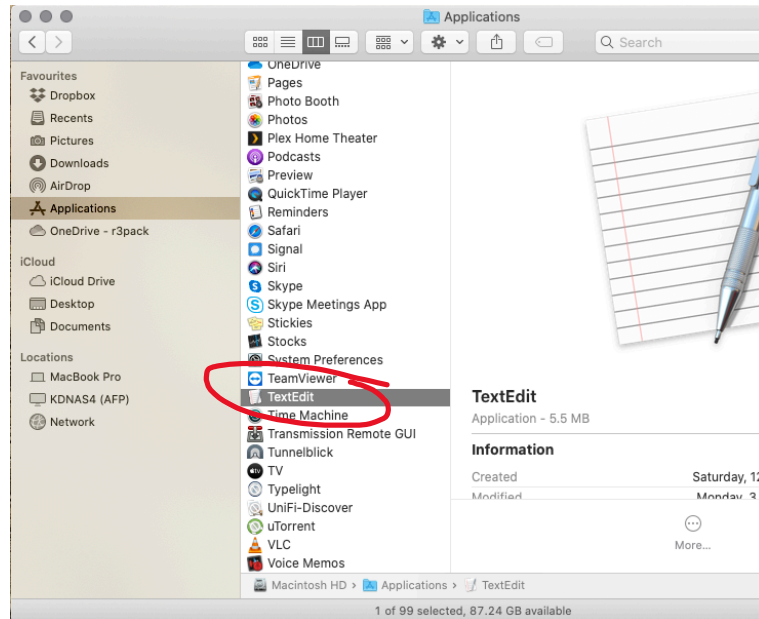 Applications
Search
Favourites
Dropbox
Recents
Pictures
Downloads
AirDrop
Applications
OneDrive - r3pack
iCloud
iCloud Drive
Desktop
Documents
Locations
MacBook Pro
KDNAS4 (AFP)
Network
OneDrive
Pages
Photo Booth
Photos
Plex Home Theater
Podcasts
Preview
QuickTime Player
Reminders
Safari
Signal
Siri
Skype
Skype Meetings App
Stickies
Stocks
System Preferences
TeamViewer
TextEdit
Time Machine
Transmission Remote GUI
Tunnelblick
TV
Typelight
UniFi-Discover
uTorrent
VLC
Voice Memos
TextEdit
Application - 5.5 MB
Information
Created Saturday, 12
Modified Monday, 3
More...
Macintosh HD › Applications › TextEdit
1 of 99 selected, 87.24 GB available